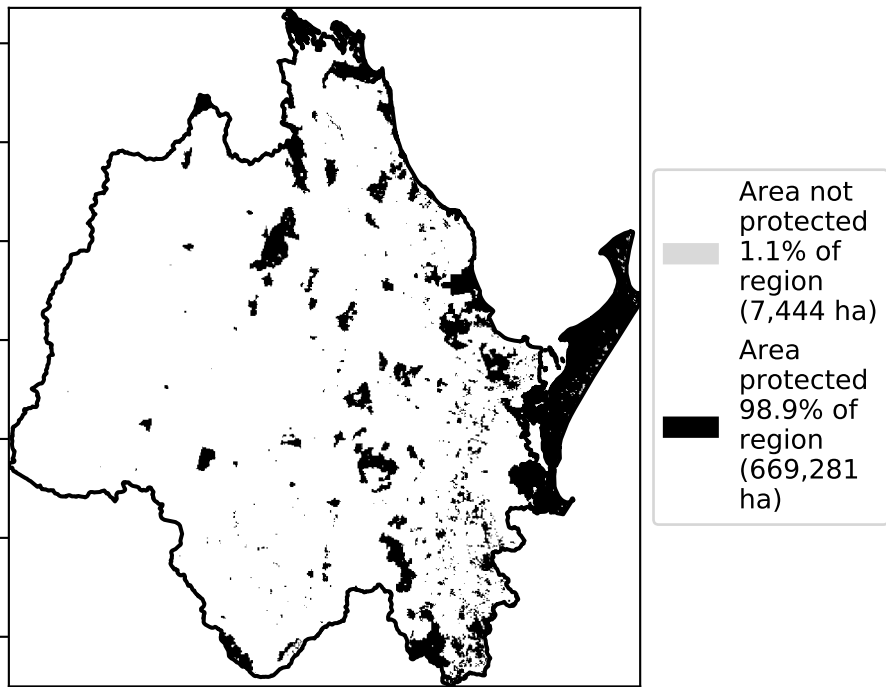 Area not
protected
1.1% of
region
(7,444 ha)
Area
protected
98.9% of
region
(669,281
ha)